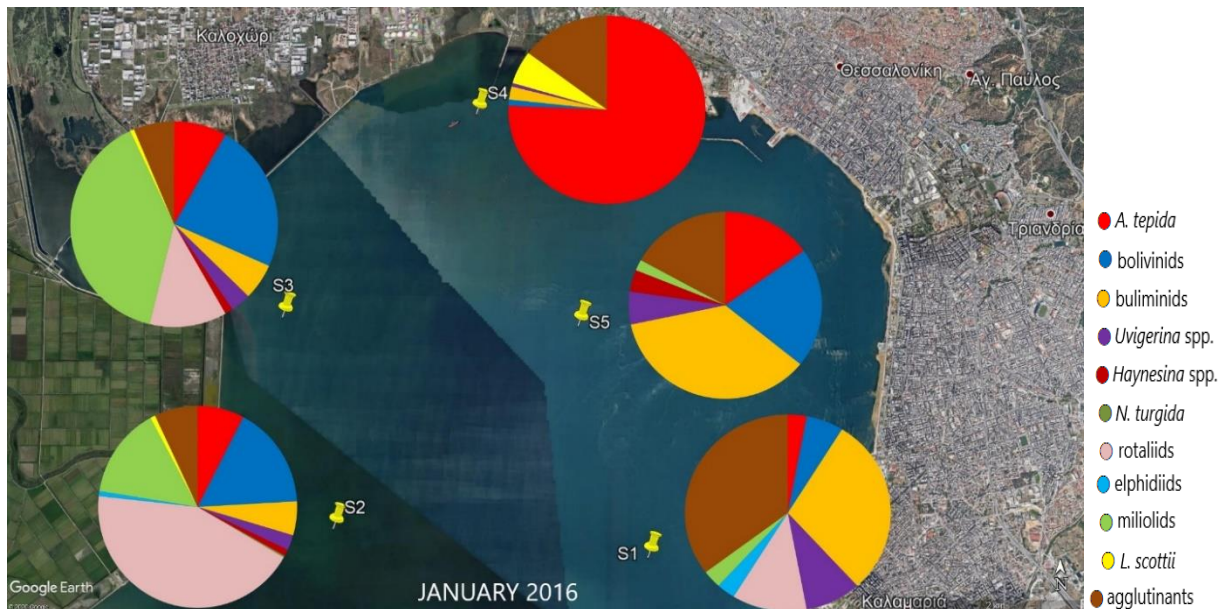 Καλοχώρι
Θεσσαλονίκη
Αγ. Παύλος
Τριανδρία
S4
S3
S5
S2
S1
Καλαμαριά
Google Earth
JANUARY 2016
N
A. tepida
bolivinids
buliminids
Uvigerina spp.
Haynesina spp.
N. turgida
rotaliids
elphidiids
miliolids
L. scottii
agglutinants